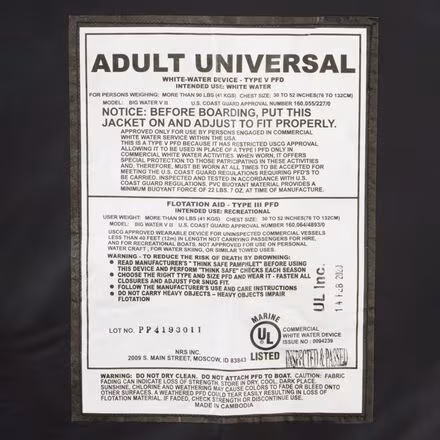 ADULT UNIVERSAL
WHITE-WATER DEVICE - TYPE V PFD
INTENDED USE: WHITE WATER
FOR PERSONS WEIGHING: MORE THAN 90 LBS (41 KGS) CHEST SIZE: 30 TO 52 INCHES(76 TO 132CM)
MODEL: BIG WATER V II U.S. COAST GUARD APPROVAL NUMBER 160.055/227/0
NOTICE: BEFORE BOARDING, PUT THIS
JACKET ON AND ADJUST TO FIT PROPERLY.
APPROVED ONLY FOR USE BY PERSONS ENGAGED IN COMMERCIAL
WHITE WATER SERVICE WITHIN THE USA
THIS IS A TYPE V PFD BECAUSE IT HAS RESTRICTED USCG APPROVAL
ALLOWING IT TO BE USED IN PLACE OF A TYPE I PFD ONLY IN
COMMERCIAL WHITE WATER ACTIVITIES. WHEN WORN, IT OFFERS
SPECIAL PROTECTION TO THOSE PATRCIPATING IN THESE ACTIVITIES
AND, THEREFORE, MUST BE WORN AT ALL TIMES TO BE ACCEPTED FOR
MEETING THE U.S. COAST GUARD REGULATIONS REQUIRING PFD'S TO
BE CARRIED. INSPECTED AND TESTED IN ACCORDANCE WITH U.S.
COAST GUARD REGULATIONS. PVC BUOYANT MATERIAL PROVIDES A
MINIMUM BUOYANT FORCE OF 22 LBS. 7 OZ. AT TIME OF MANUFACTURE.
FLOTATION AID - TYPE III PFD
INTENDED USE: RECREATIONAL
USER WEIGHT: MORE THAN 90 LBS (41 KGS) CHEST SIZE: 30 TO 52 INCHES(76 TO 132CM)
MODEL: BIG WATER V II U.S. COAST GUARD APPROVAL NUMBER 160.064/4893/0
USCG APPROVED WEARABLE DEVICE FOR UNINSPECTED COMMERCIAL VESSELS
LESS THAN 40 FEET (12m) IN LENGTH NOT CARRYING PASSENGERS FOR HIRE,
AND FOR RECREATIONAL BOATS. NOT APPROVED FOR USE ON PERSONAL
WATER CRAFT, FOR WATER SKIING, OR SIMILAR TOWED USES.
WARNING - TO REDUCE THE RISK OF DEATH BY DROWNING:
● READ MANUFACTURER'S "THINK SAFE PAMPHLET" BEFORE USING
THIS DEVICE AND PERFORM "THINK SAFE" CHECKS EACH SEASON
● CHOOSE THE RIGHT TYPE AND SIZE PFD AND WEAR IT - FASTEN ALL
CLOSURES AND ADJUST FOR SNUG FIT.
● FOLLOW THE MANUFACTURER'S USE AND CARE INSTRUCTIONS
● DO NOT CARRY HEAVY OBJECTS - HEAVY OBJECTS IMPAIR
FLOTATION
UL Inc.
LOT NO. PP4193011
NRS INC.
2009 S. MAIN STREET, MOSCOW, ID 83843
MARINE
UL
LISTED
COMMERCIAL
WHITE WATER DEVICE
ISSUE NO : 0094239
INSPECTED & PASSED
WARNING: DO NOT DRY CLEAN. DO NOT ATTACH PFD TO BOAT. CAUTION: FABRIC
FADING CAN INDICATE LOSS OF STRENGTH. STORE IN DRY, COOL, DARK PLACE.
SUNSHINE, CHLORINE AND WEATHERING MAY CAUSE COLORS TO FADE OR BLEED ONTO
OTHER SURFACES. A WEATHERED PFD COULD TEAR EASILY RESULTING IN LOSS OF
FLOTATION MATERIAL. IF FADED, CHECK STRENGTH OR DISCONTINUE USE.
MADE IN CAMBODIA